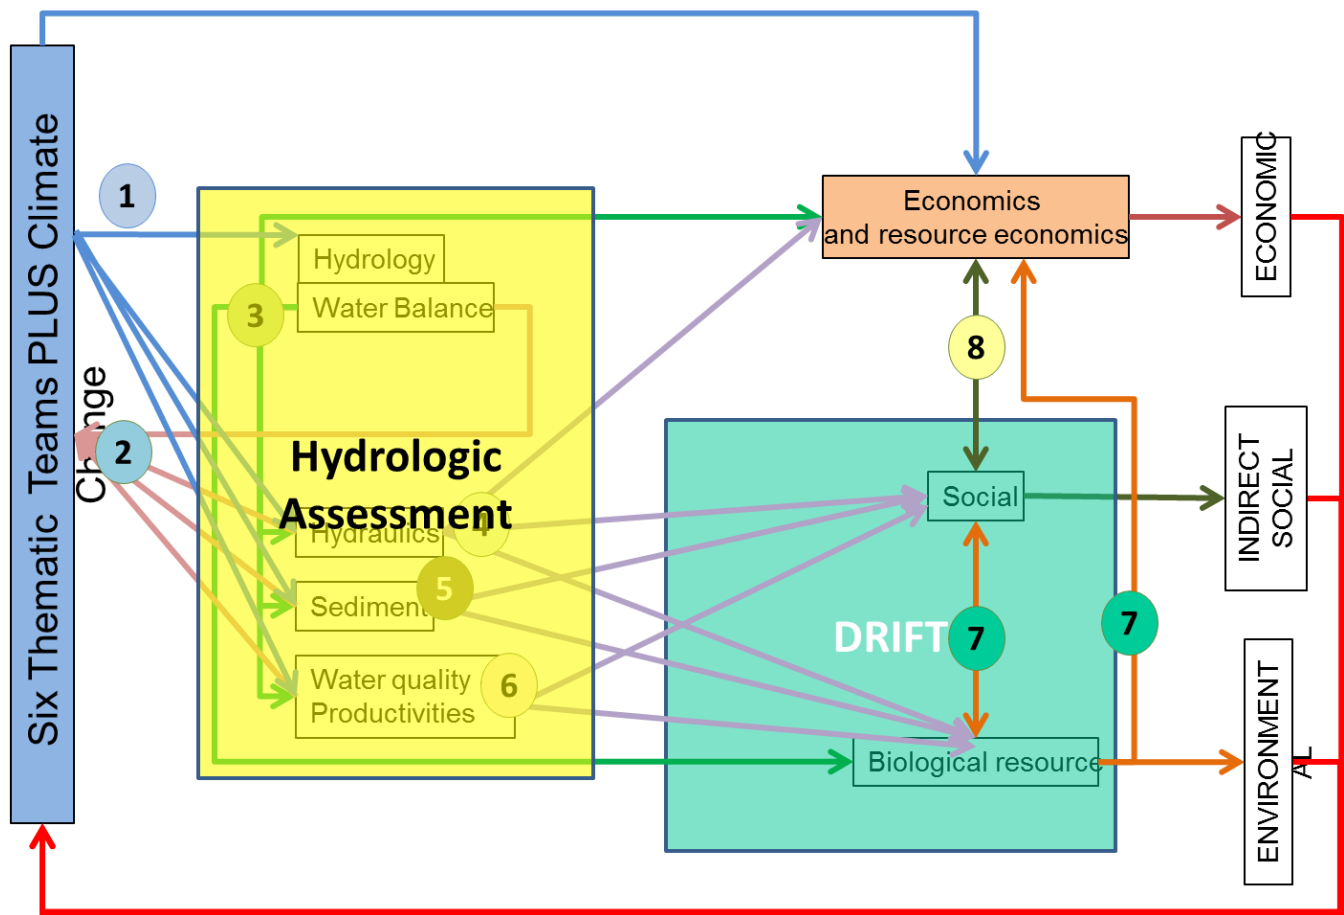 Six Thematic Teams PLUS Climate
Change
1
2
3
Hydrology
Water Balance
Hydrologic
Assessment
4
Hydraulics
5
Sediment
6
Water quality
Productivities
Economics
and resource economics
8
Social
DRIFT
7
7
Biological resource
ECONOMIC
INDIRECT
SOCIAL
ENVIRONMENT
AL